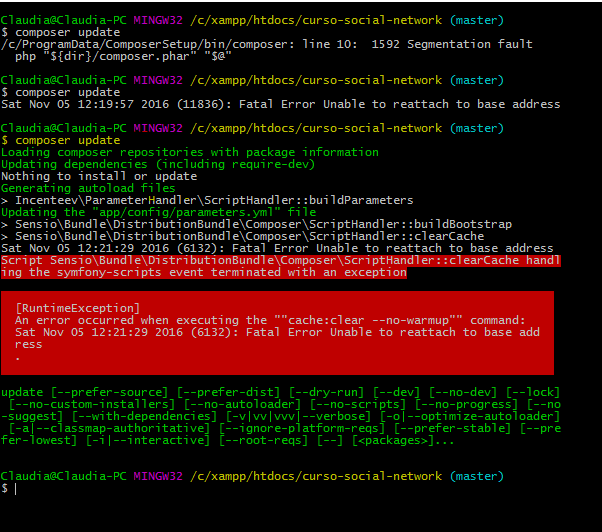 Claudia@Claudia-PC MINGW32 /c/xampp/htdocs/curso-social-network (master)
$ composer update
/c/ProgramData/ComposerSetup/bin/composer: line 10:  1592 Segmentation fault
  php "${dir}/composer.phar" "$@"
Claudia@Claudia-PC MINGW32 /c/xampp/htdocs/curso-social-network (master)
$ composer update
Sat Nov 05 12:19:57 2016 (11836): Fatal Error Unable to reattach to base address
Claudia@Claudia-PC MINGW32 /c/xampp/htdocs/curso-social-network (master)
$ composer update
Loading composer repositories with package information
Updating dependencies (including require-dev)
Nothing to install or update
Generating autoload files
> Incenteev\ParameterHandler\ScriptHandler::buildParameters
Updating the "app/config/parameters.yml" file
> Sensio\Bundle\DistributionBundle\Composer\ScriptHandler::buildBootstrap
> Sensio\Bundle\DistributionBundle\Composer\ScriptHandler::clearCache
Sat Nov 05 12:21:29 2016 (6132): Fatal Error Unable to reattach to base address
Script Sensio\Bundle\DistributionBundle\Composer\ScriptHandler::clearCache handl
ing the symfony-scripts event terminated with an exception
[RuntimeException]
An error occurred when executing the ""cache:clear --no-warmup"" command:
Sat Nov 05 12:21:29 2016 (6132): Fatal Error Unable to reattach to base add
ress
.
update [--prefer-source] [--prefer-dist] [--dry-run] [--dev] [--no-dev] [--lock]
 [--no-custom-installers] [--no-autoloader] [--no-scripts] [--no-progress] [--no
-suggest] [--with-dependencies] [-v|vv|vvv|--verbose] [-o|--optimize-autoloader]
 [-a|--classmap-authoritative] [--ignore-platform-reqs] [--prefer-stable] [--pre
fer-lowest] [-i|--interactive] [--root-reqs] [--] [<packages>]...
Claudia@Claudia-PC MINGW32 /c/xampp/htdocs/curso-social-network (master)
$